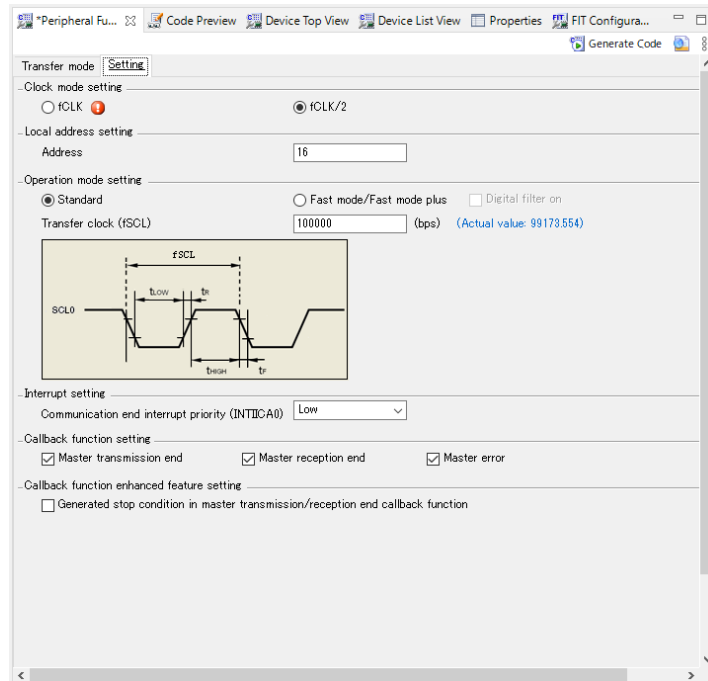 *Peripheral Fu... Code Preview Device Top View Device List View Properties FIT Configura...
Generate Code
Transfer mode Setting
Clock mode setting
fCLK fCLK/2
Local address setting
Address 16
Operation mode setting
Standard Fast mode/Fast mode plus Digital filter on
Transfer clock (fSCL) 100000 (bps) (Actual value: 99173.554)
fSCL
tLOW tR
SCL0
tHIGH tF
Interrupt setting
Communication end interrupt priority (INTIICA0) Low
Callback function setting
Master transmission end Master reception end Master error
Callback function enhanced feature setting
Generated stop condition in master transmission/reception end callback function